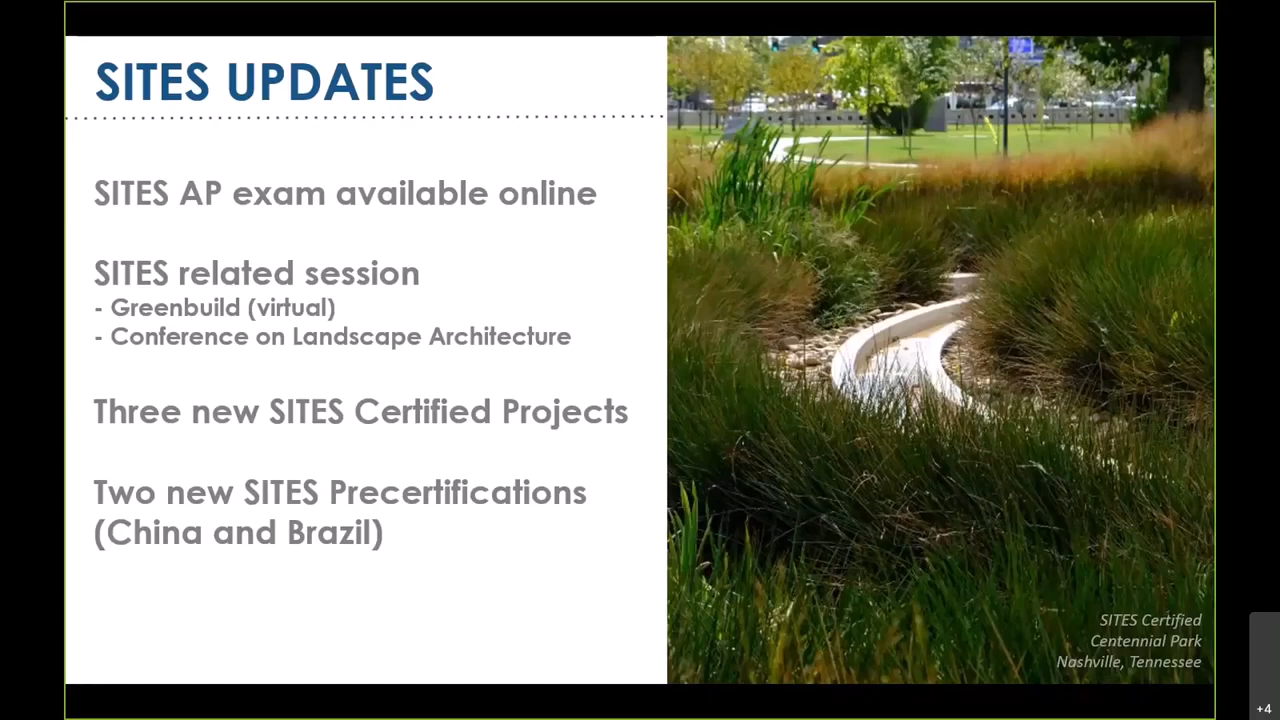 SITES UPDATES
SITES AP exam available online
SITES related session
- Greenbuild (virtual)
- Conference on Landscape Architecture
Three new SITES Certified Projects
Two new SITES Precertifications
(China and Brazil)
SITES Certified
Centennial Park
Nashville, Tennessee
+4